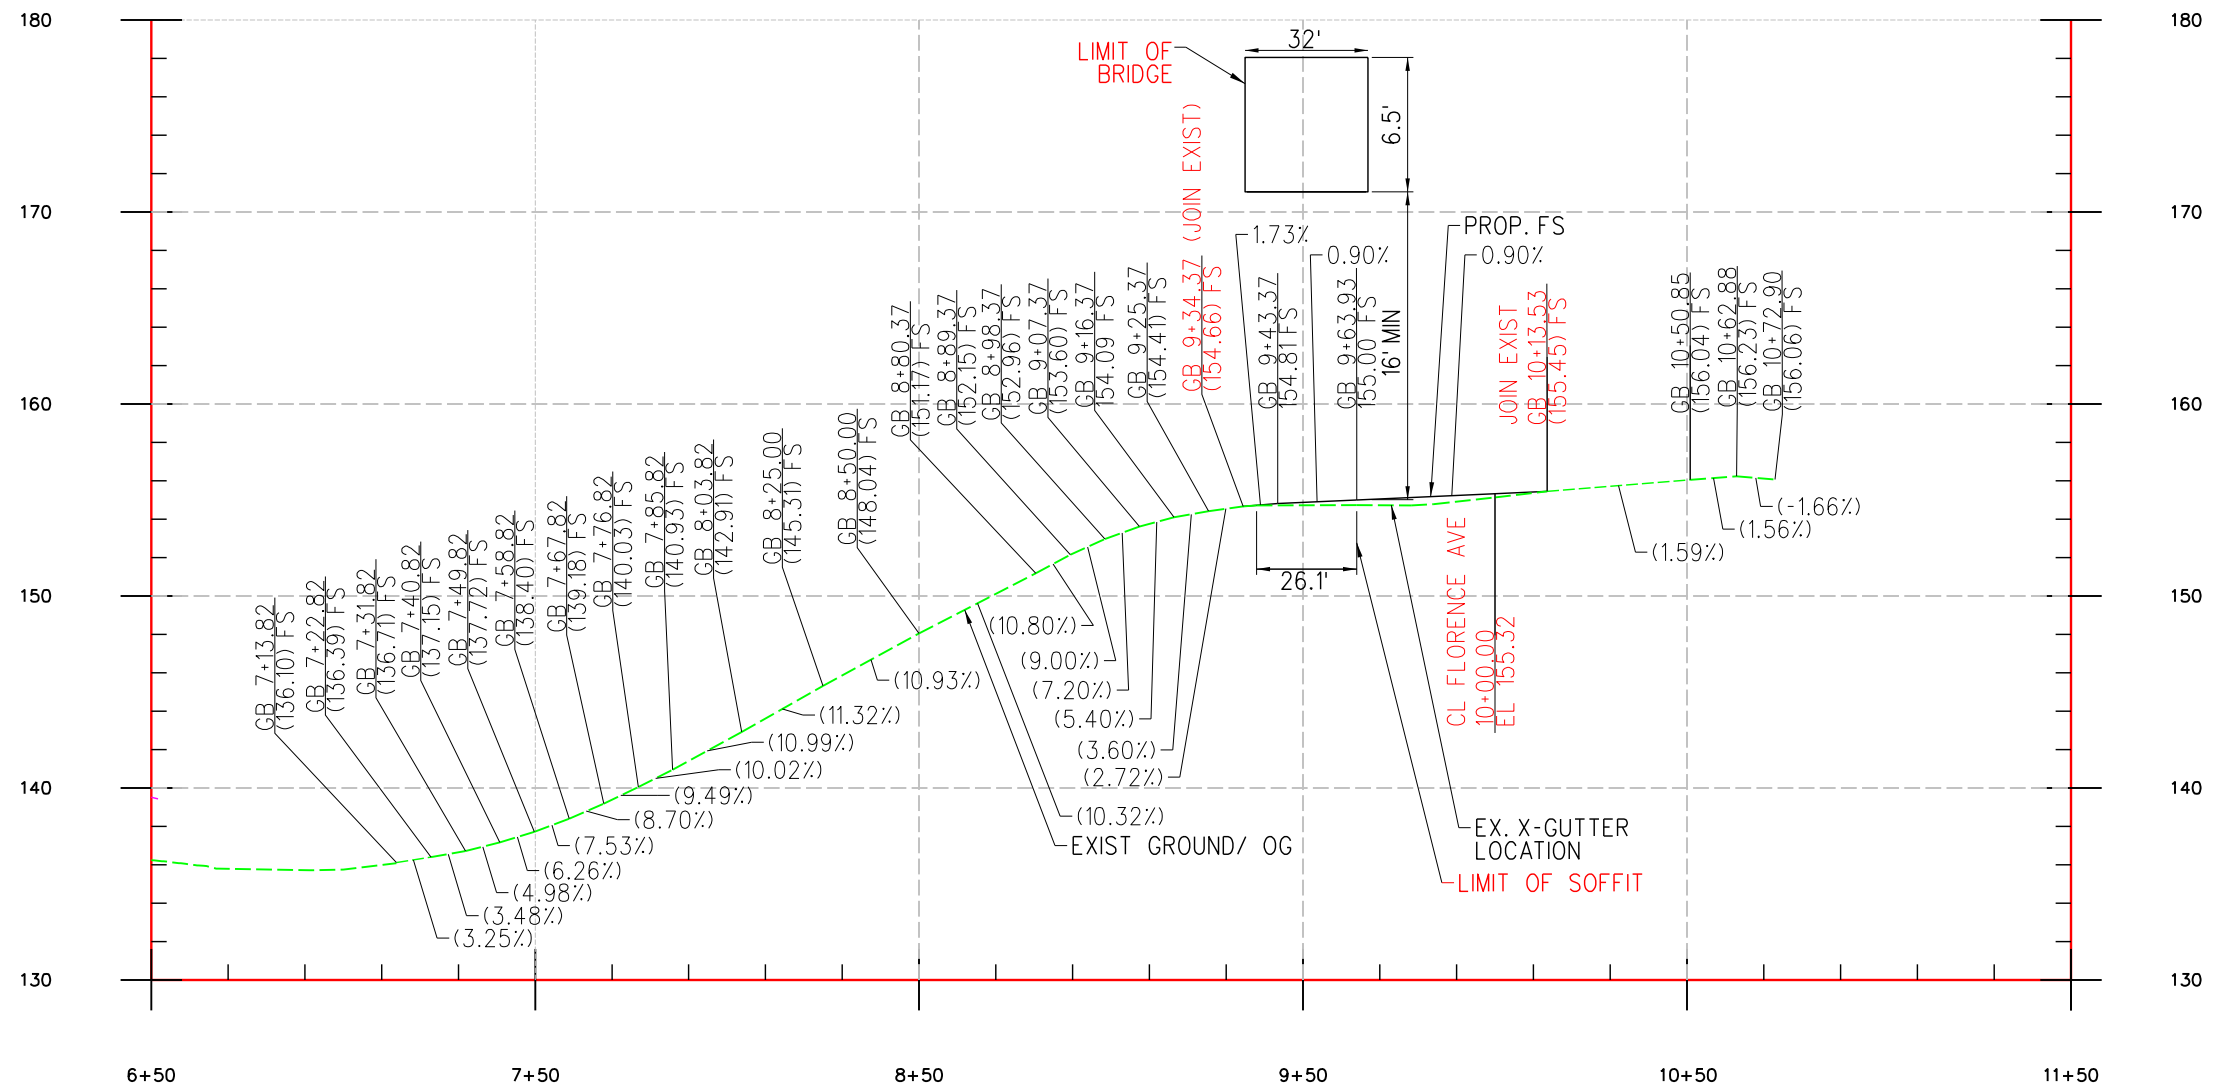 180
180
170
170
160
160
150
150
140
140
130
130
6+50
7+50
8+50
9+50
10+50
11+50
GB 7+13.82
(136.10) FS
GB 7+22.82
(136.39) FS
GB 7+31.82
(136.71) FS
GB 7+40.82
(137.15) FS
GB 7+49.82
(137.72) FS
GB 7+58.82
(138.40) FS
GB 7+67.82
(139.18) FS
GB 7+76.82
(140.03) FS
GB 7+85.82
(140.93) FS
GB 8+03.82
(142.91) FS
GB 8+25.00
(145.31) FS
GB 8+50.00
(148.04) FS
GB 8+80.37
(151.17) FS
GB 8+89.37
(152.15) FS
GB 8+98.37
(152.96) FS
GB 9+07.37
(153.60) FS
GB 9+16.37
154.09 FS
GB 9+25.37
(154.41) FS
GB 9+34.37 (JOIN EXIST)
(154.66) FS
GB 9+43.37
154.81 FS
GB 9+63.93
155.00 FS
JOIN EXIST
GB 10+13.53
(155.45) FS
GB 10+50.85
(156.04) FS
GB 10+62.88
(156.23) FS
GB 10+72.90
(156.06) FS
LIMIT OF
BRIDGE
32'
6.5'
16' MIN
1.73%
0.90%
PROP. FS
0.90%
(3.25%)
(3.48%)
(4.98%)
(6.26%)
(7.53%)
(8.70%)
(9.49%)
(10.02%)
(10.99%)
(11.32%)
(10.93%)
(10.32%)
EXIST GROUND/ OG
(10.80%)
(9.00%)
(7.20%)
(5.40%)
(3.60%)
(2.72%)
26.1'
CL FLORENCE AVE
10+00.00
EL 155.32
EX. X-GUTTER
LOCATION
LIMIT OF SOFFIT
(1.59%)
(1.56%)
(-1.66%)